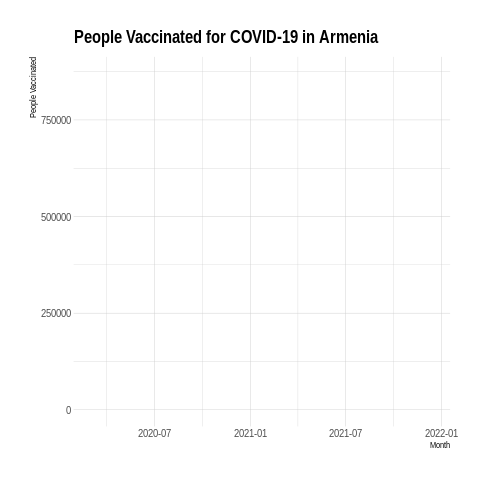 People Vaccinated for COVID-19 in Armenia
People Vaccinated
750000
500000
250000
0
2020-07 2021-01 2021-07 2022-01
Month